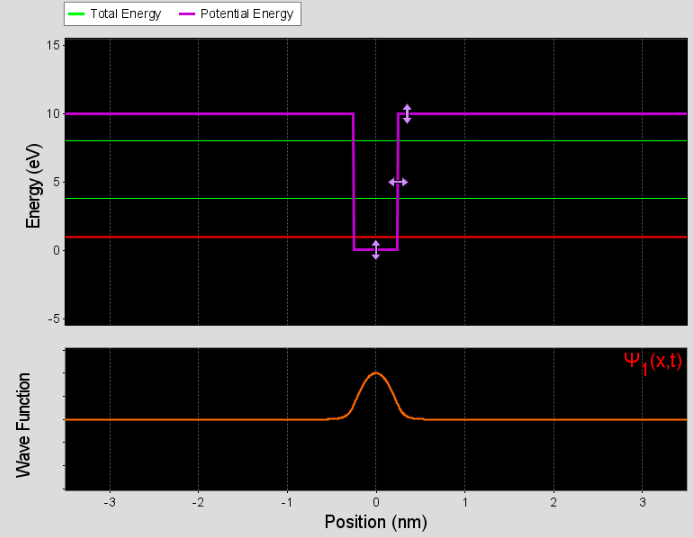 Total Energy Potential Energy
15
10
5
0
-5
Energy (eV)
Ψ1(x,t)
Wave Function
-3 -2 -1 0 1 2 3
Position (nm)